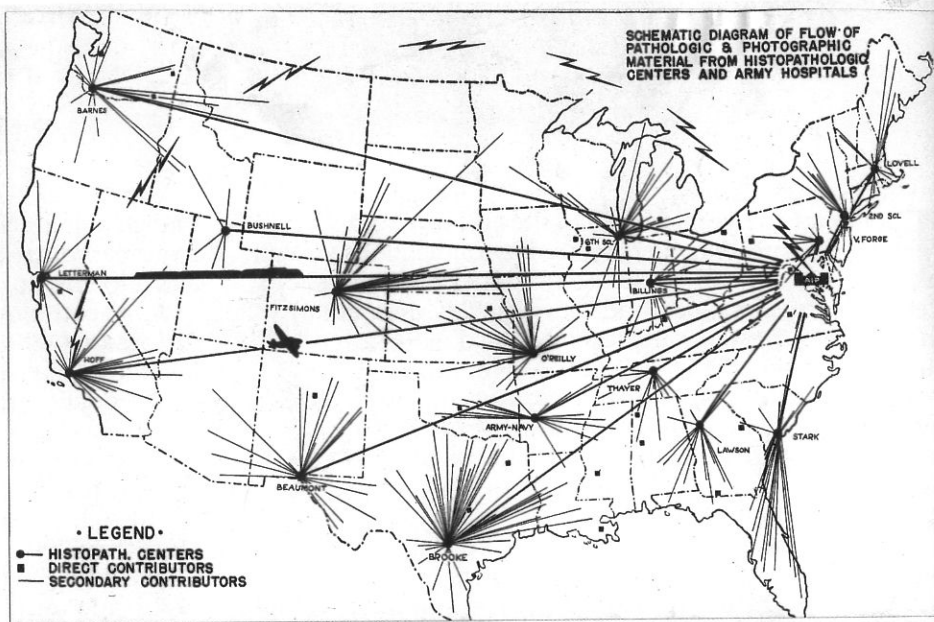 SCHEMATIC DIAGRAM OF FLOW OF
PATHOLOGIC & PHOTOGRAPHIC
MATERIAL FROM HISTOPATHOLOGIC
CENTERS AND ARMY HOSPITALS
BARNES
LOVELL
2ND SCL
BUSHNELL
V. FORGE
6TH SCL
LETTERMAN
BILLINGS
FITZSIMONS
O'REILLY
HOFF
THAYER
ARMY-NAVY
LAWSON
STARK
BEAUMONT
BROOKE
• LEGEND •
HISTOPATH. CENTERS
DIRECT CONTRIBUTORS
SECONDARY CONTRIBUTORS